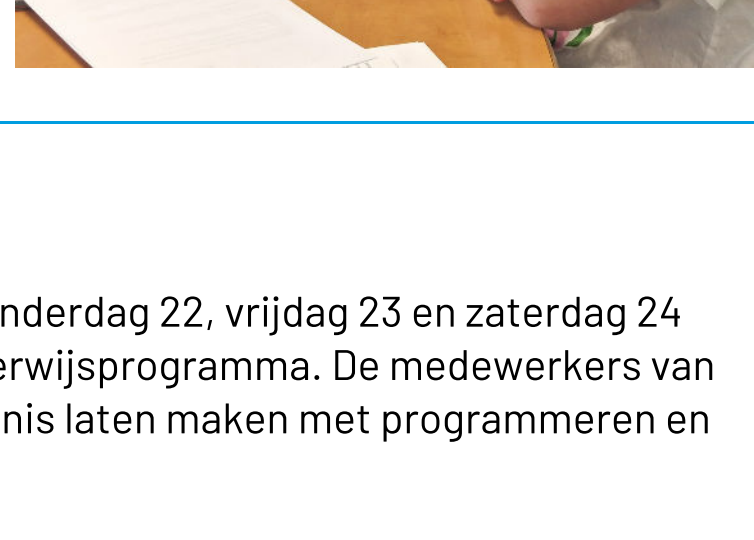 nderdag 22, vrijdag 23 en zaterdag 24
erwijsprogramma. De medewerkers van
nis laten maken met programmeren en